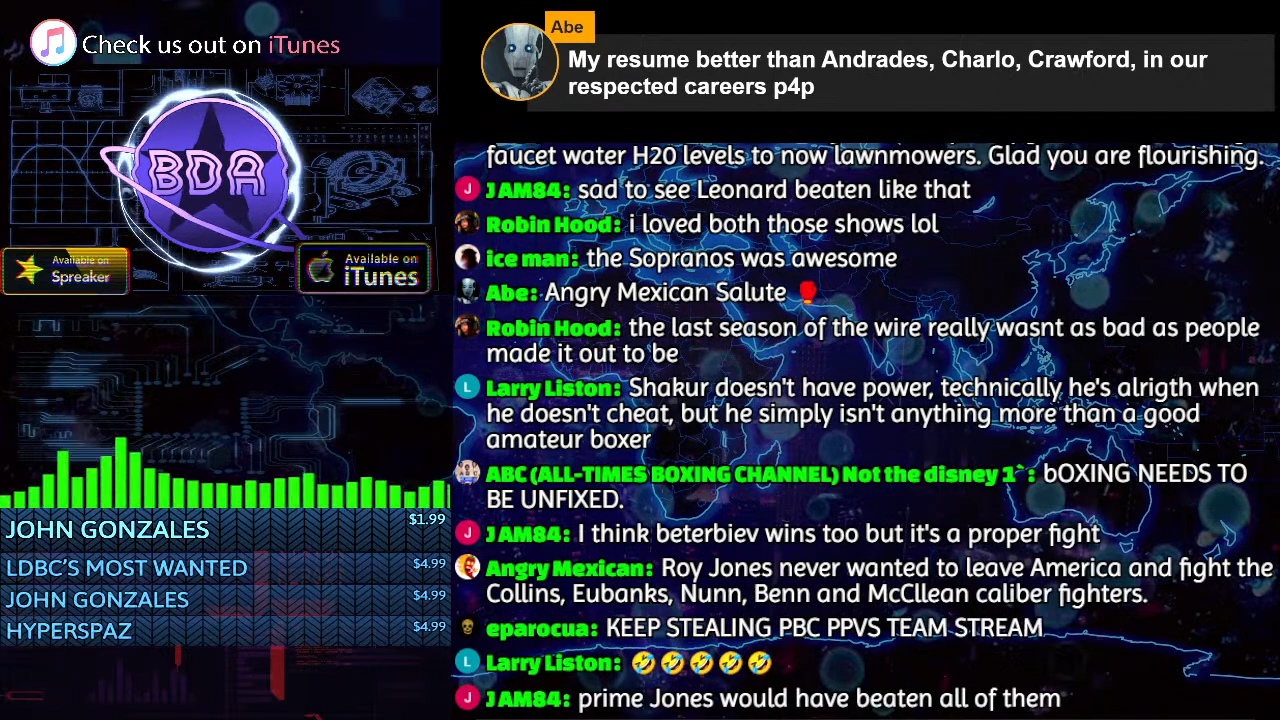 Check us out on iTunes
BDA
Available on
Spreaker
Available on
iTunes
JOHN GONZALES $1.99
LDBC'S MOST WANTED $4.99
JOHN GONZALES $4.99
HYPERSPAZ $4.99
Abe
My resume better than Andrades, Charlo, Crawford, in our
respected careers p4p
faucet water H20 levels to now lawnmowers. Glad you are flourishing.
J AM84: sad to see Leonard beaten like that
Robin Hood: i loved both those shows lol
ice man: the Sopranos was awesome
Abe: Angry Mexican Salute 🥊
Robin Hood: the last season of the wire really wasnt as bad as people
made it out to be
L
Larry Liston: Shakur doesn't have power, technically he's alrigth when
he doesn't cheat, but he simply isn't anything more than a good
amateur boxer
ABC (ALL-TIMES BOXING CHANNEL) Not the disney 1^: bOXING NEEDS TO
BE UNFIXED.
J
J AM84: I think beterbiev wins too but it's a proper fight
Angry Mexican: Roy Jones never wanted to leave America and fight the
Collins, Eubanks, Nunn, Benn and McCllean caliber fighters.
eparocua: KEEP STEALING PBC PPVS TEAM STREAM
L
Larry Liston: 🤣🤣🤣🤣🤣
J
J AM84: prime Jones would have beaten all of them